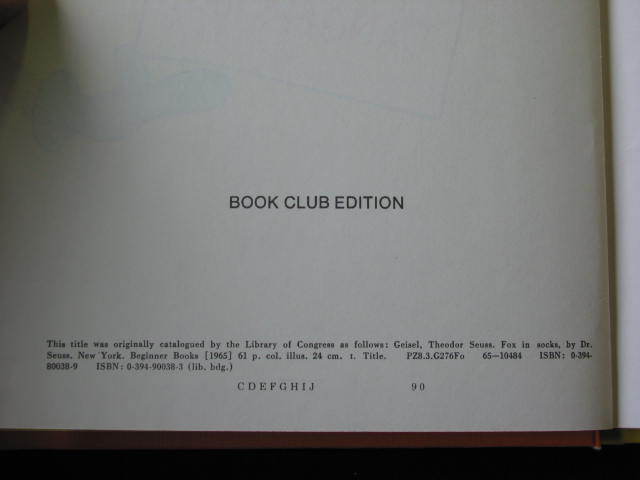 BOOK CLUB EDITION
This title was originally catalogued by the Library of Congress as follows: Geisel, Theodor Seuss. Fox in socks, by Dr.
Seuss. New York. Beginner Books [1965] 61 p. col. illus. 24 cm. I. Title. PZ8.3.G276Fo 65—10484 ISBN: 0-394-
80038-9 ISBN: 0-394-90038-3 (lib. bdg.)
C D E F G H I J 9 0